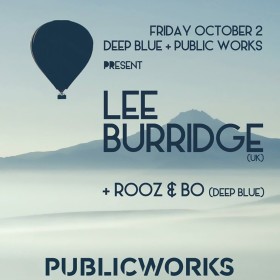 FRIDAY OCTOBER 2
DEEP BLUE + PUBLIC WORKS
PRESENT
LEE
BURRIDGE
(UK)
+ ROOZ & BO (DEEP BLUE)
PUBLICWORKS